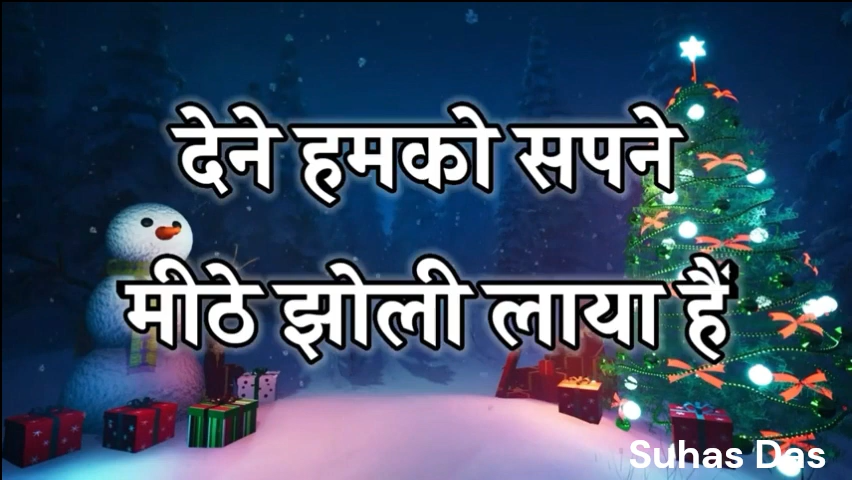 देने हमको सपने
मीठे झोली लाया हैं
Suhas Das